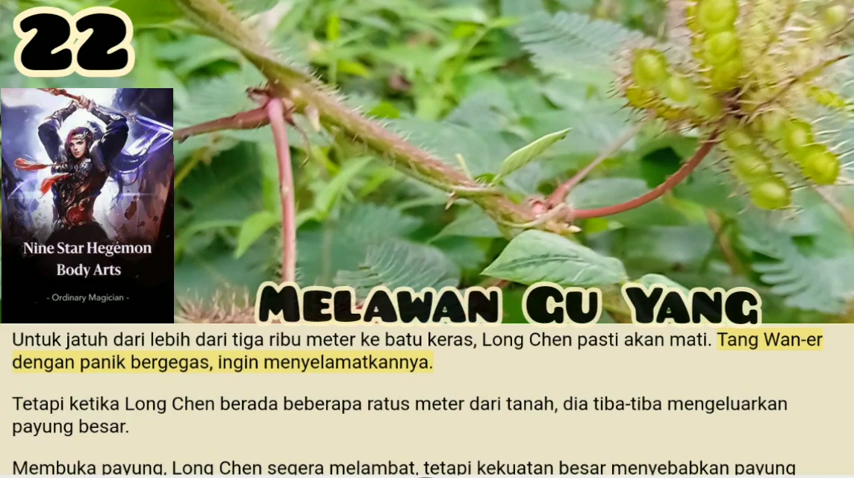 22
Nine Star Hegemon
Body Arts
- Ordinary Magician -
MELAWAN GU YANG
Untuk jatuh dari lebih dari tiga ribu meter ke batu keras, Long Chen pasti akan mati. Tang Wan-er
dengan panik bergegas, ingin menyelamatkannya.
Tetapi ketika Long Chen berada beberapa ratus meter dari tanah, dia tiba-tiba mengeluarkan
payung besar.
Membuka payung, Long Chen segera melambat, tetapi kekuatan besar menyebabkan payung